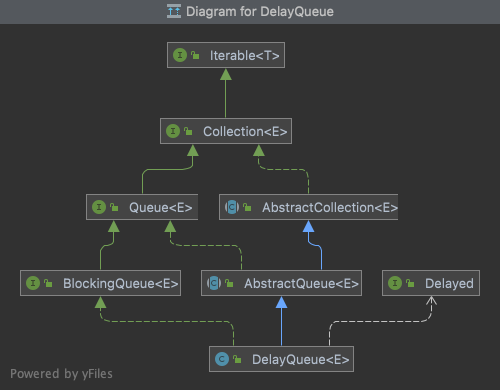 Diagram for DelayQueue
I Iterable<T>
I Collection<E>
I Queue<E>
C AbstractCollection<E>
I BlockingQueue<E>
C AbstractQueue<E>
I Delayed
C DelayQueue<E>
Powered by yFiles